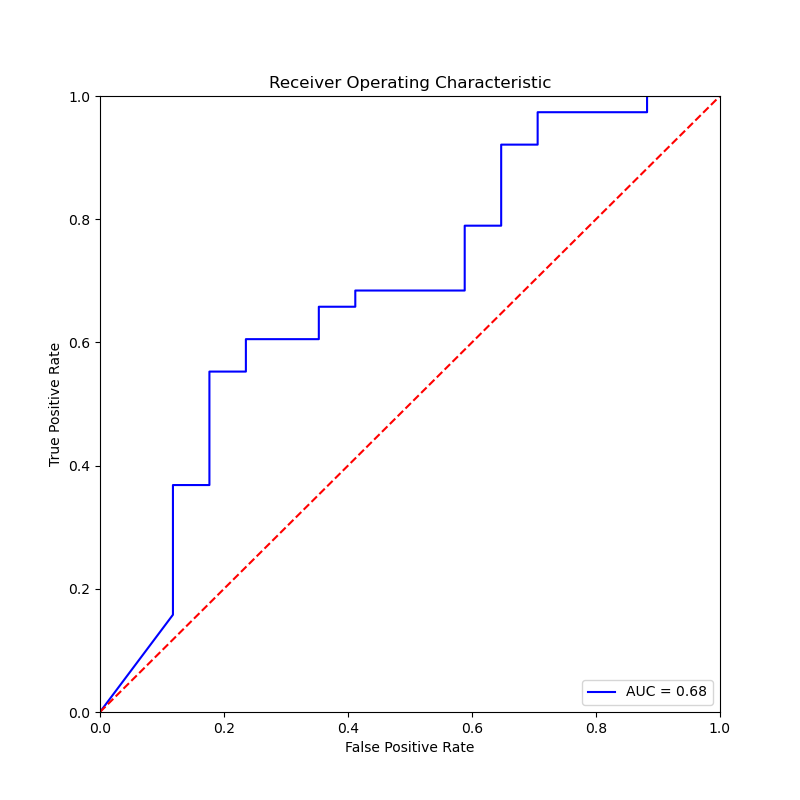 Receiver Operating Characteristic
True Positive Rate
1.0
0.8
0.6
0.4
0.2
0.0
AUC = 0.68
0.0 0.2 0.4 0.6 0.8 1.0
False Positive Rate